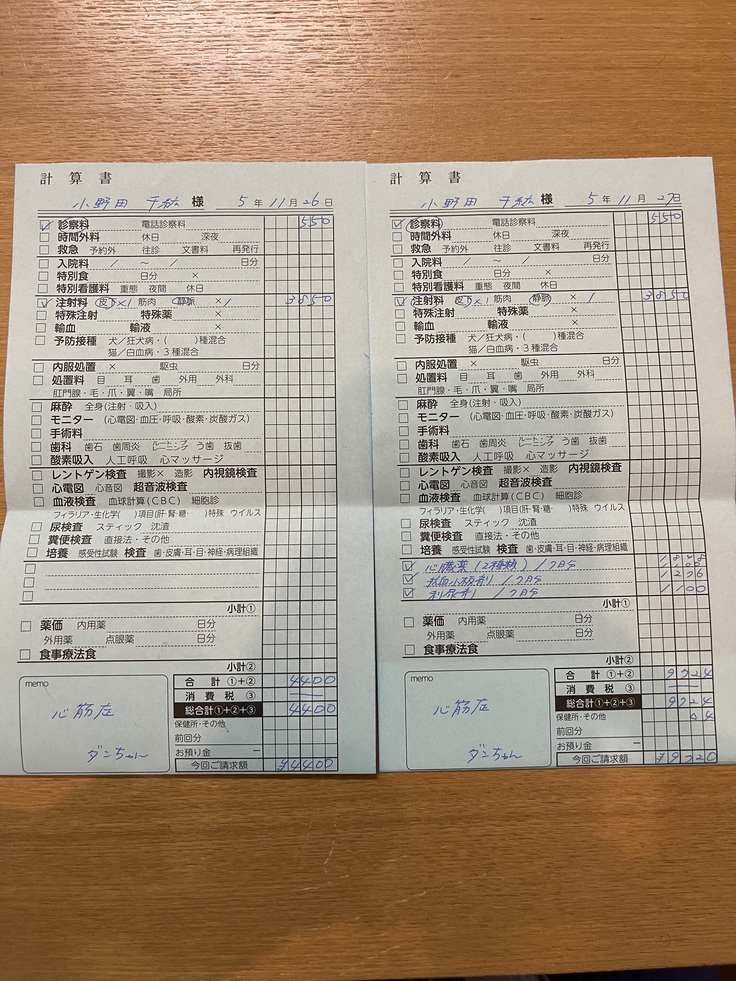 計算書
小野田 千紘 様 5年11月26日
診察料 電話診察料 550
時間外料 休日 深夜
救急 予約外 往診 文書料 再発行
入院料 / ~ / 日分
特別食 日分 ×
特別看護料 重態 夜間 休日
注射料 皮下×1 筋肉 静脈 × 1 3850
特殊注射 特殊薬 ×
輸血 輸液 ×
予防接種 犬/狂犬病・( )種混合
猫/白血病・3種混合
内服処置 × 駆虫 日分
処置料 目 耳 歯 外用 外科
肛門腺・毛・爪・翼・嘴 局所
麻酔 全身(注射・吸入)
モニター (心電図・血圧・呼吸・酸素・炭酸ガス)
手術料
歯科 歯石 歯周炎 う歯 抜歯
酸素吸入 人工呼吸 心マッサージ
レントゲン検査 撮影× 造影 内視鏡検査
心電図 心音図 超音波検査
血液検査 血球計算(CBC) 細胞診
フィラリア・生化学( )項目(肝・腎・糖・ )特殊 ウイルス
尿検査 スティック 沈渣
糞便検査 直接法・その他
培養 感受性試験 検査 歯・皮膚・耳・目・神経・病理組織
小計①
薬価 内用薬 日分
外用薬 点眼薬 日分
食事療法食
小計②
memo
心筋症
ダンちゃん
合計 ①+② 4400
消費税 ③
総合計①+②+③ 4400
保健所・その他
前回分
お預り金 ー
今回ご請求額 ¥4400
計算書
小野田 千紘 様 5年11月27日
診察料 電話診察料 550
時間外料 休日 深夜
救急 予約外 往診 文書料 再発行
入院料 / ~ / 日分
特別食 日分 ×
特別看護料 重態 夜間 休日
注射料 皮下×1 筋肉 静脈 × 1 3850
特殊注射 特殊薬 ×
輸血 輸液 ×
予防接種 犬/狂犬病・( )種混合
猫/白血病・3種混合
内服処置 × 駆虫 日分
処置料 目 耳 歯 外用 外科
肛門腺・毛・爪・翼・嘴 局所
麻酔 全身(注射・吸入)
モニター (心電図・血圧・呼吸・酸素・炭酸ガス)
手術料
歯科 歯石 歯周炎 う歯 抜歯
酸素吸入 人工呼吸 心マッサージ
レントゲン検査 撮影× 造影 内視鏡検査
心電図 心音図 超音波検査
血液検査 血球計算(CBC) 細胞診
フィラリア・生化学( )項目(肝・腎・糖・ )特殊 ウイルス
尿検査 スティック 沈渣
糞便検査 直接法・その他
培養 感受性試験 検査 歯・皮膚・耳・目・神経・病理組織
心臓薬(2種類)
抗血小板剤 1276
利尿剤 1100
小計①
薬価 内用薬 日分
外用薬 点眼薬 日分
食事療法食
小計②
memo
心筋症
ダンちゃん
合計 ①+② 9724
消費税 ③
総合計①+②+③ 9724
保健所・その他 △4
前回分
お預り金 ー
今回ご請求額 ¥9720